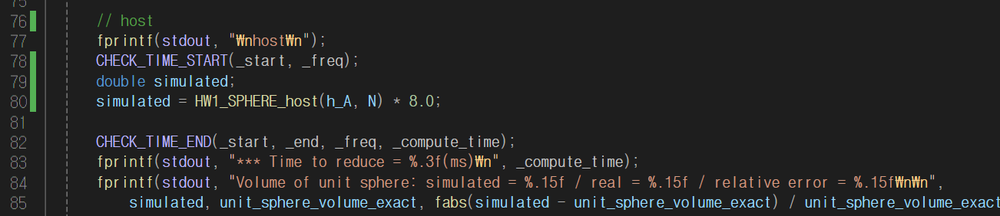 75
76 // host
77 fprintf(stdout, "₩nhost₩n");
78 CHECK_TIME_START(_start, _freq);
79 double simulated;
80 simulated = HW1_SPHERE_host(h_A, N) * 8.0;
81
82 CHECK_TIME_END(_start, _end, _freq, _compute_time);
83 fprintf(stdout, "*** Time to reduce = %.3f(ms)₩n", _compute_time);
84 fprintf(stdout, "Volume of unit sphere: simulated = %.15f / real = %.15f / relative error = %.15f₩n₩n",
85 simulated, unit_sphere_volume_exact, fabs(simulated - unit_sphere_volume_exact) / unit_sphere_volume_exact